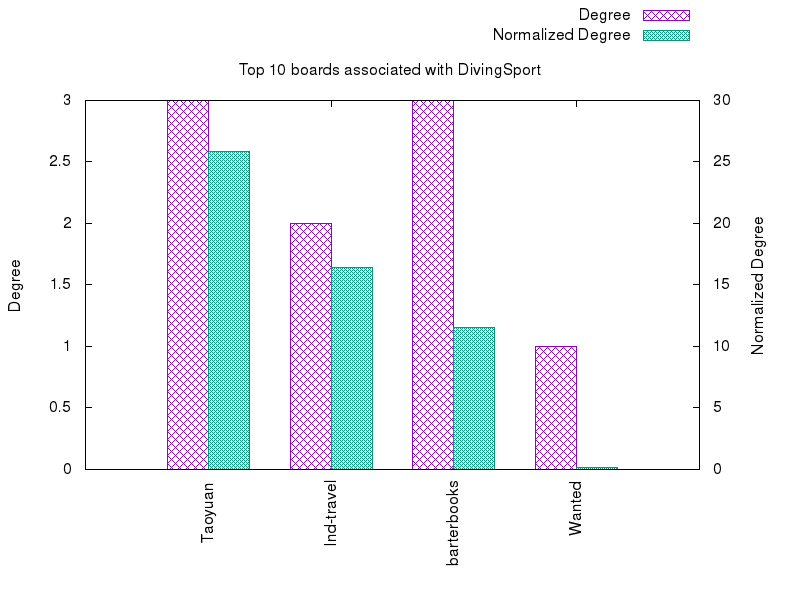 Degree
Normalized Degree
Top 10 boards associated with DivingSport
3
2.5
2
1.5
1
0.5
0
30
25
20
15
10
5
0
Degree
Normalized Degree
Taoyuan
Ind-travel
barterbooks
Wanted